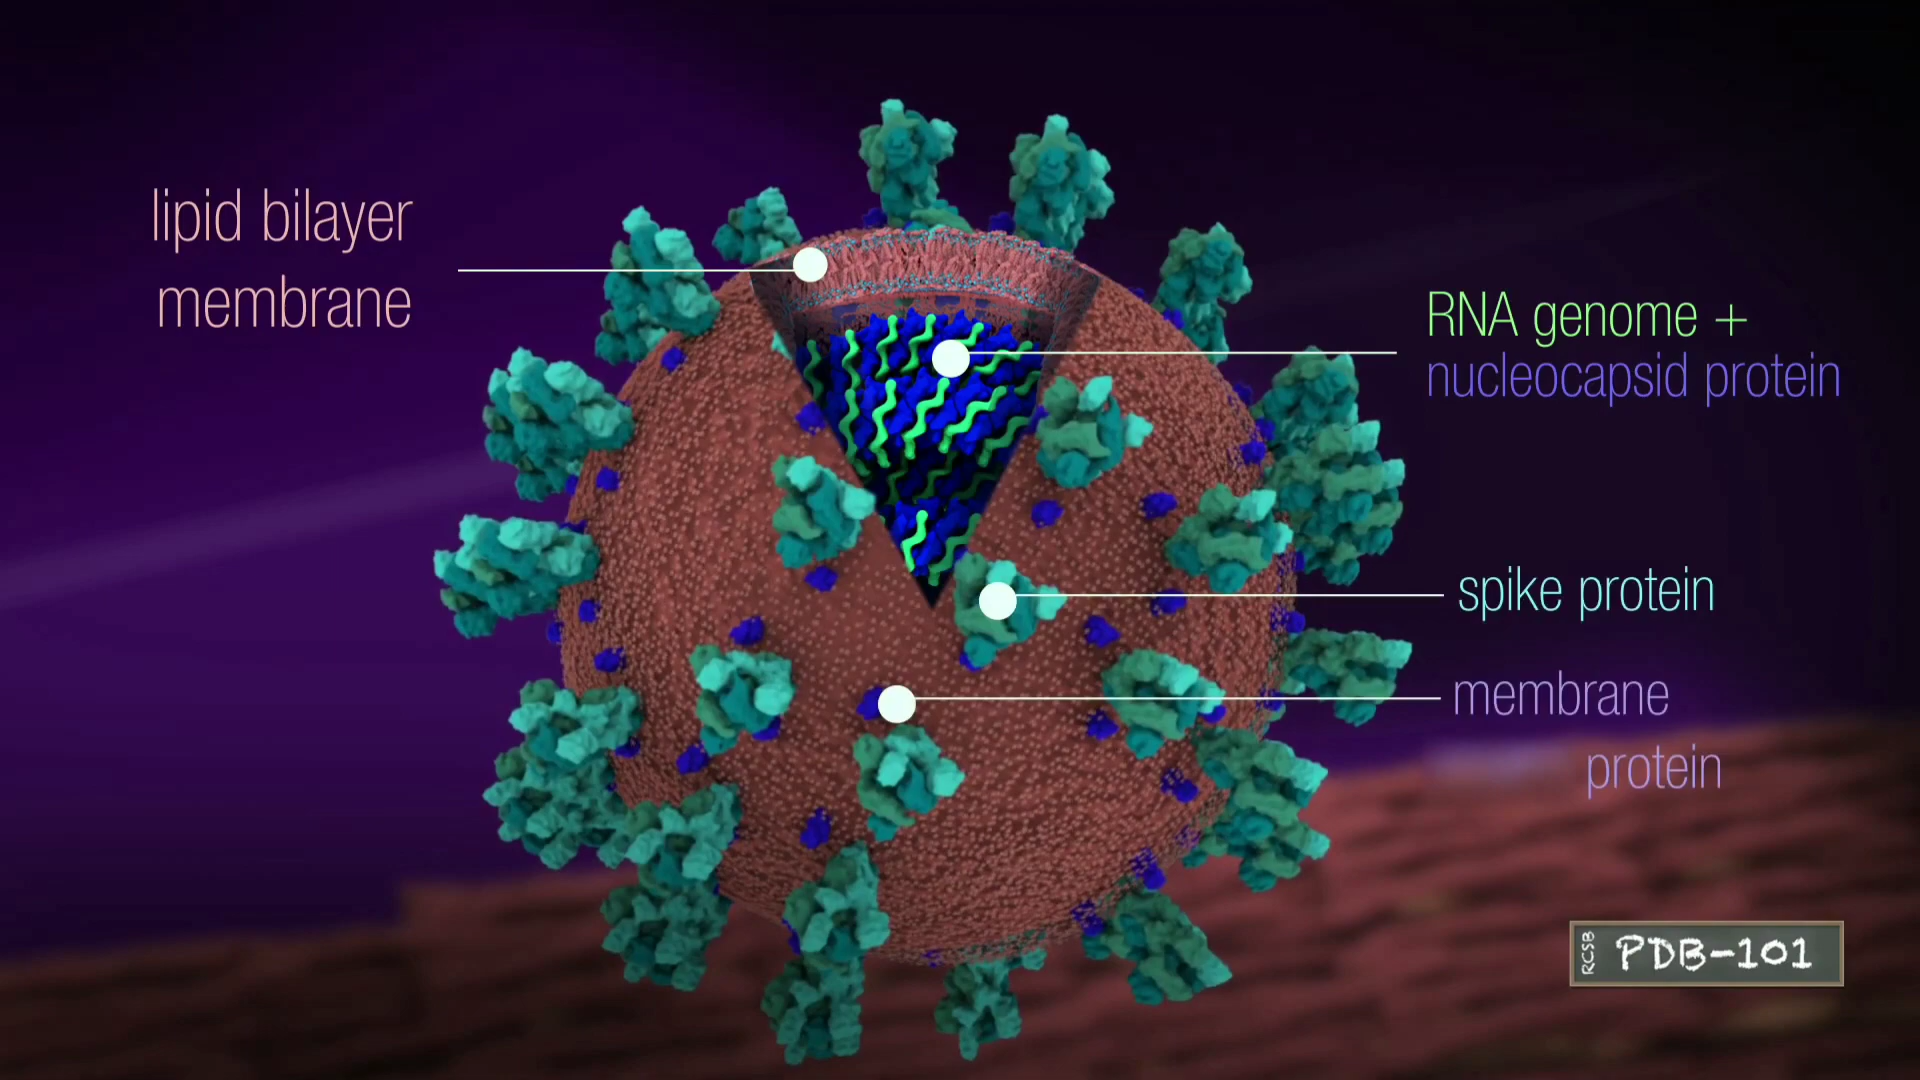 lipid bilayer
membrane
RNA genome +
nucleocapsid protein
spike protein
membrane
protein
RCSB
PDB-101